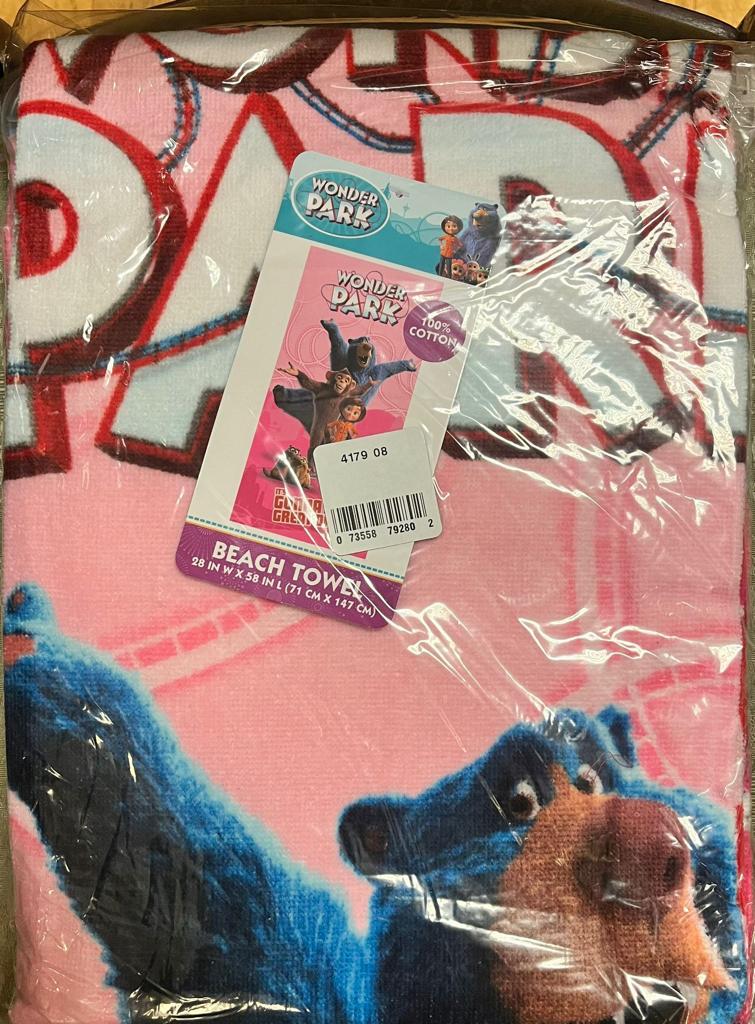 WONDER
PARK
WONDER
PARK
100%
COTTON
4179 08
0 73558 79280 2
BEACH TOWEL
28 IN W X 58 IN L (71 CM X 147 CM)
PAR